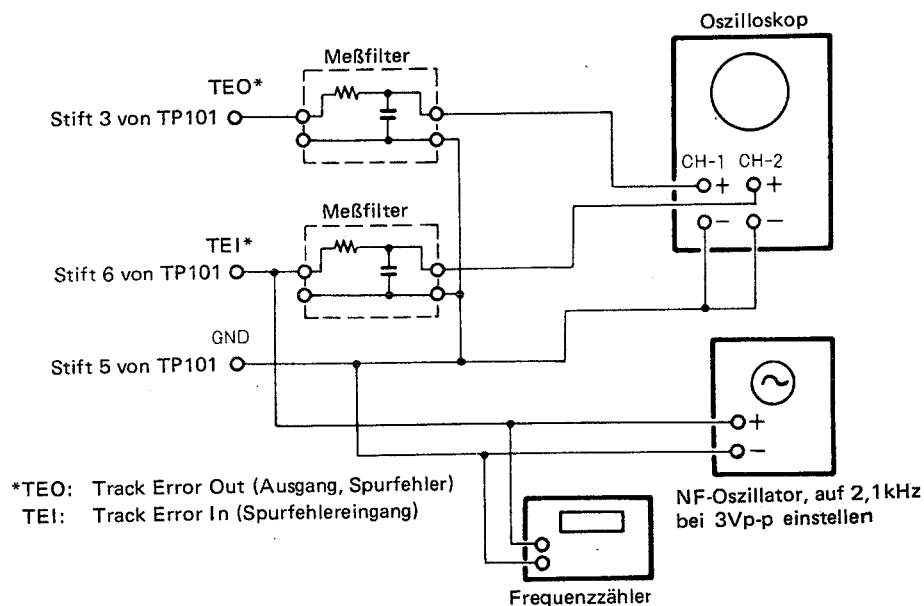 Oszilloskop
Meßfilter
TEO*
Stift 3 von TP101
CH-1 CH-2
+ +
- -
Meßfilter
TEI*
Stift 6 von TP101
GND
Stift 5 von TP101
+
-
*TEO: Track Error Out (Ausgang, Spurfehler)
TEI: Track Error In (Spurfehlereingang)
NF-Oszillator, auf 2,1kHz
bei 3Vp-p einstellen
Frequenzzähler